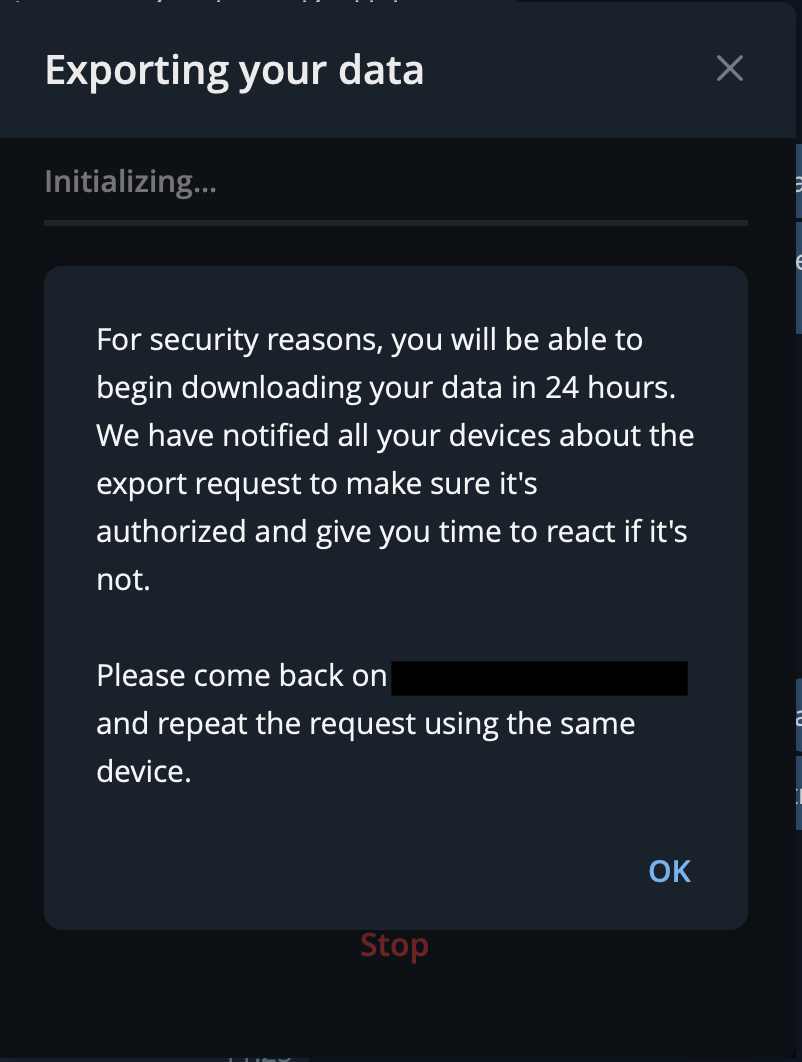 Exporting your data
Initializing...
For security reasons, you will be able to
begin downloading your data in 24 hours.
We have notified all your devices about the
export request to make sure it's
authorized and give you time to react if it's
not.
Please come back on
and repeat the request using the same
device.
OK
Stop